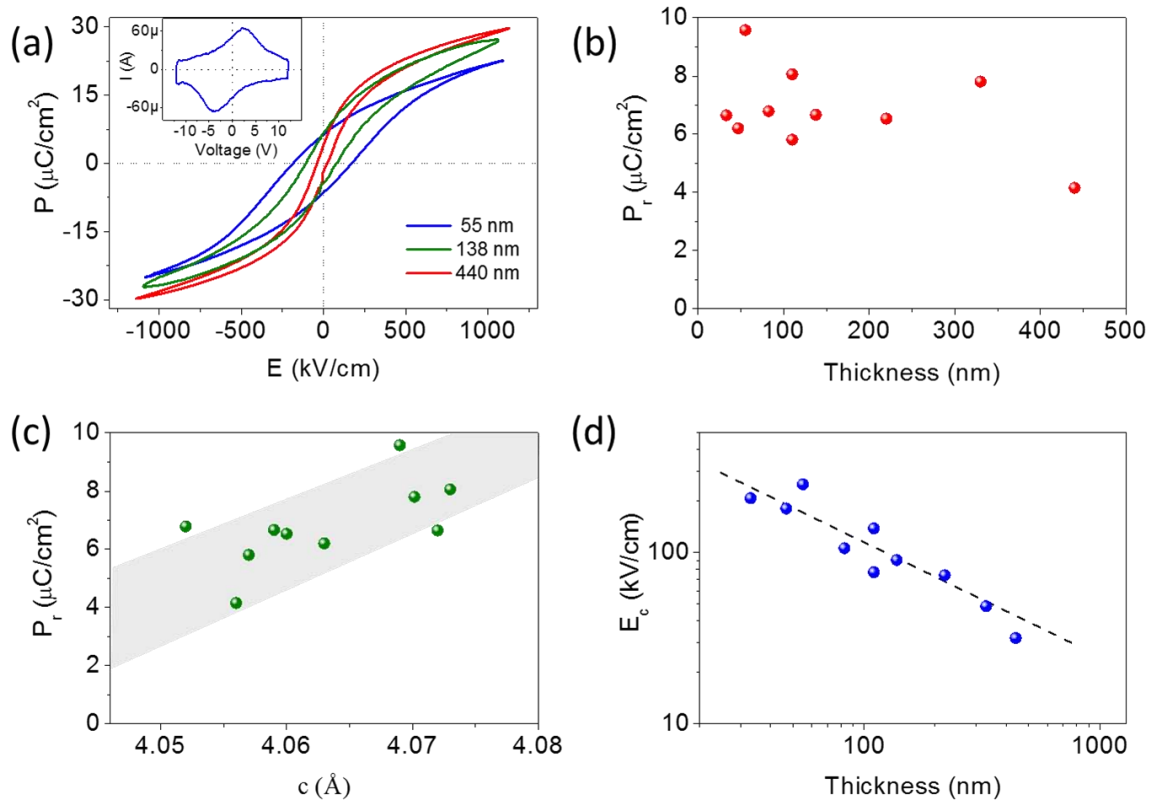 (a)
30
15
0
-15
-30
P (μC/cm²)
60μ
0
-60μ
I (A)
-10 -5 0 5 10
Voltage (V)
55 nm
138 nm
440 nm
-1000 -500 0 500 1000
E (kV/cm)
(b)
10
8
6
4
2
0
Pᵣ (μC/cm²)
0 100 200 300 400 500
Thickness (nm)
(c)
10
8
6
4
2
0
Pᵣ (μC/cm²)
4.05 4.06 4.07 4.08
c (Å)
(d)
100
10
E꜀ (kV/cm)
100 1000
Thickness (nm)